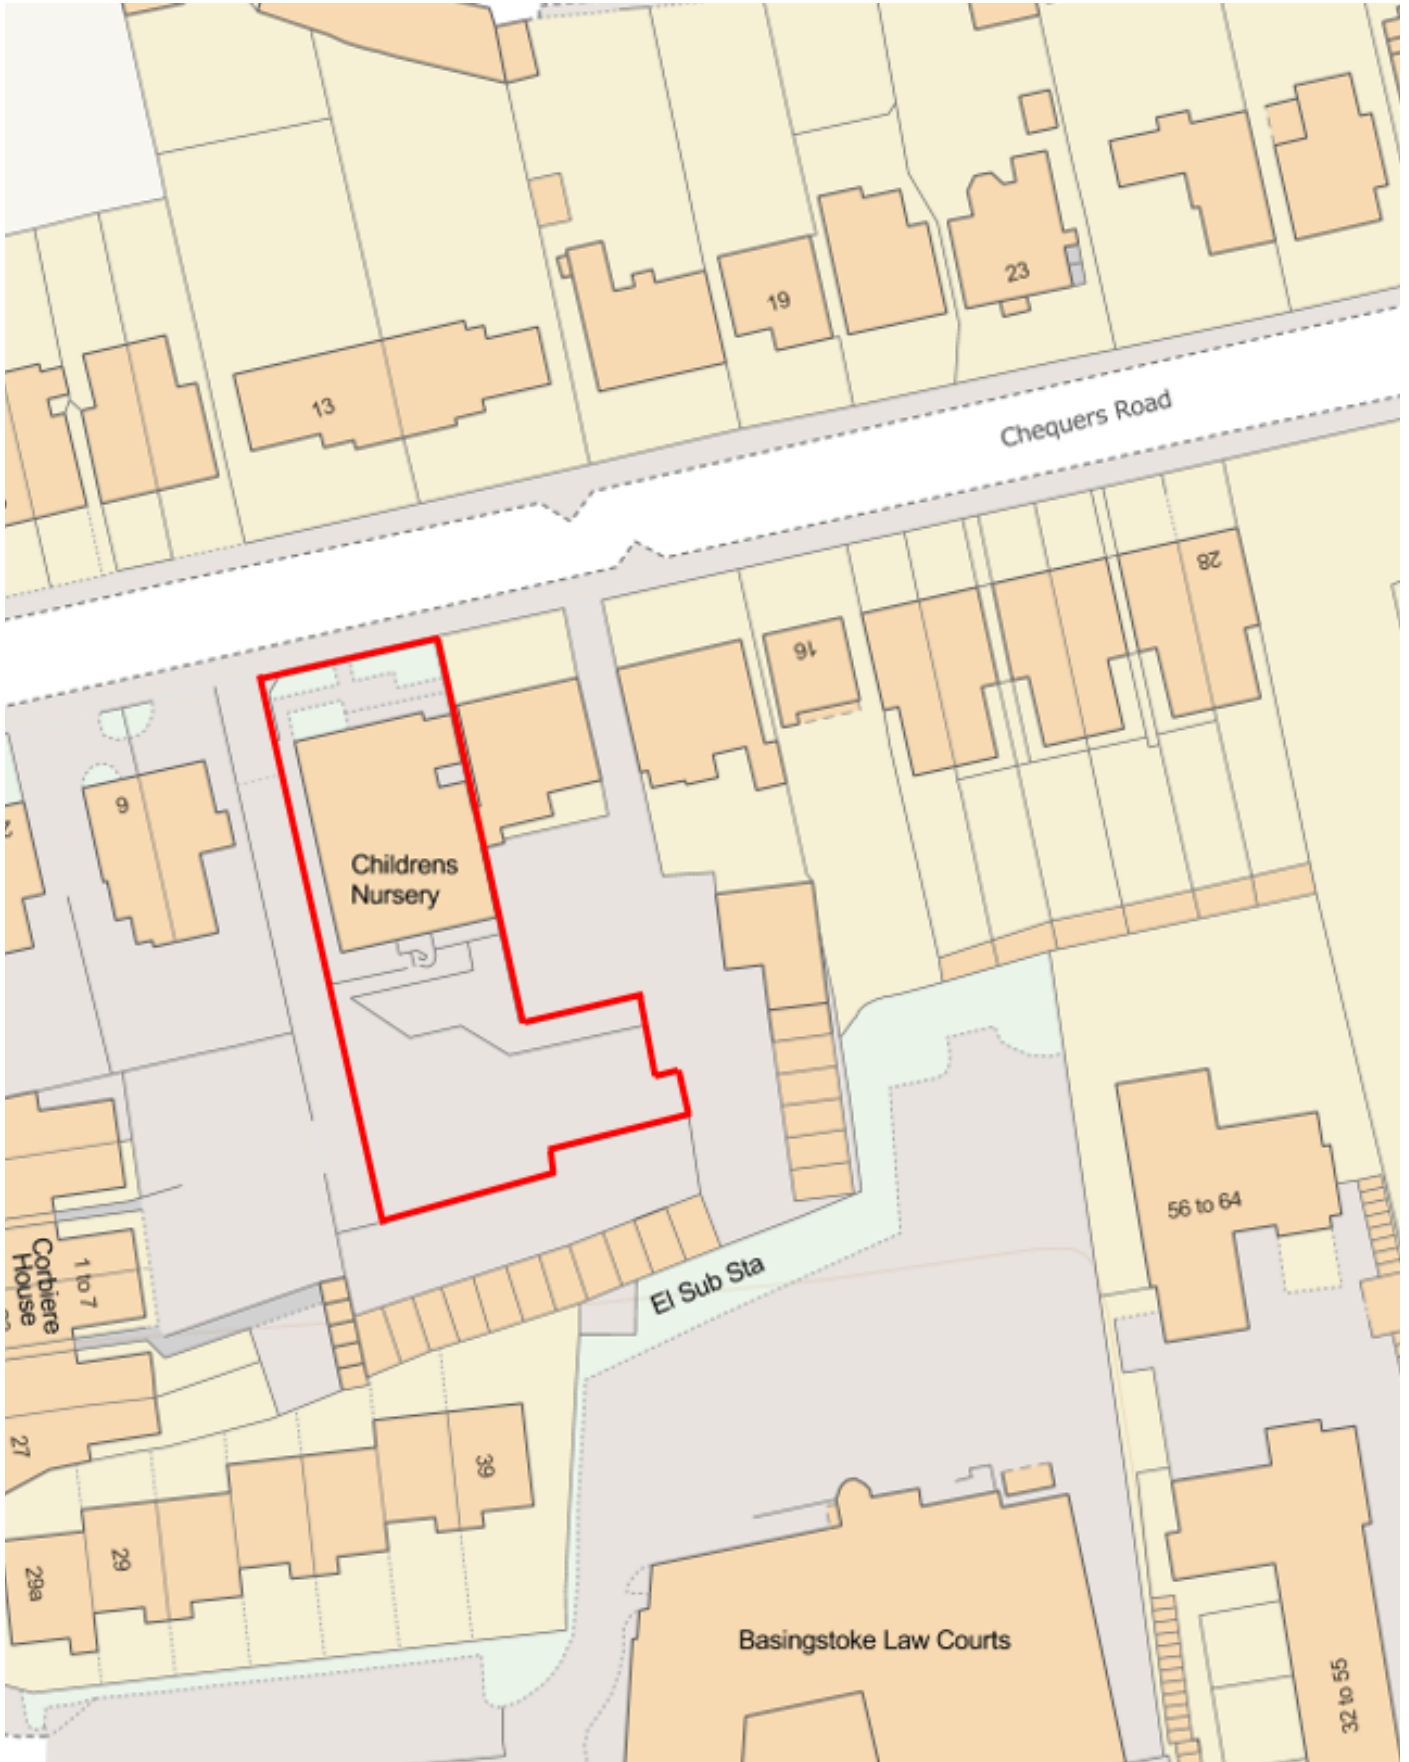 23
19
13
Chequers Road
28
16
9
Childrens
Nursery
56 to 64
El Sub Sta
Corbiere
House
1 to 7
27
39
29
29a
Basingstoke Law Courts
32 to 55